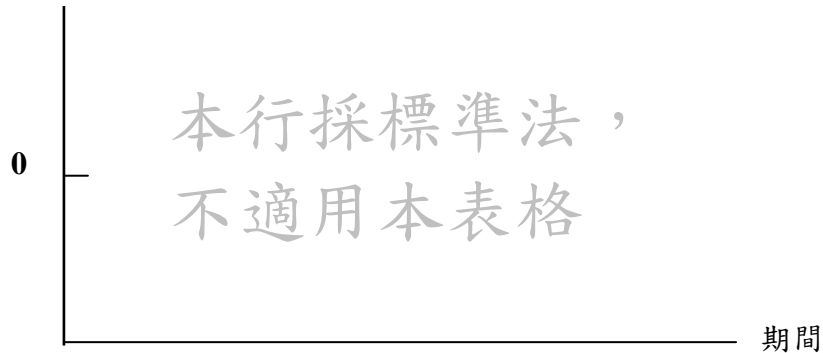 本行採標準法，
0
不適用本表格
期間